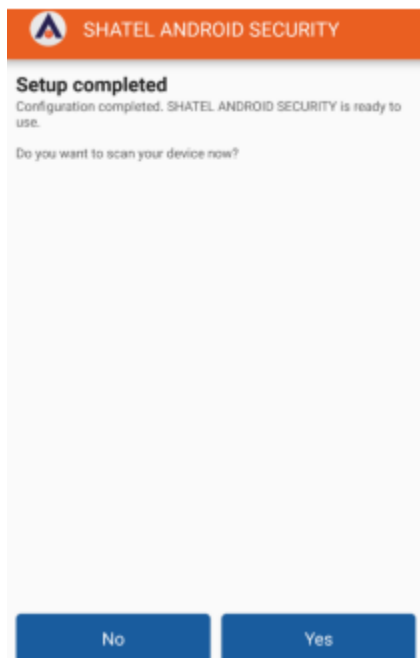 SHATEL ANDROID SECURITY
Setup completed
Configuration completed. SHATEL ANDROID SECURITY is ready to
use.
Do you want to scan your device now?
No
Yes